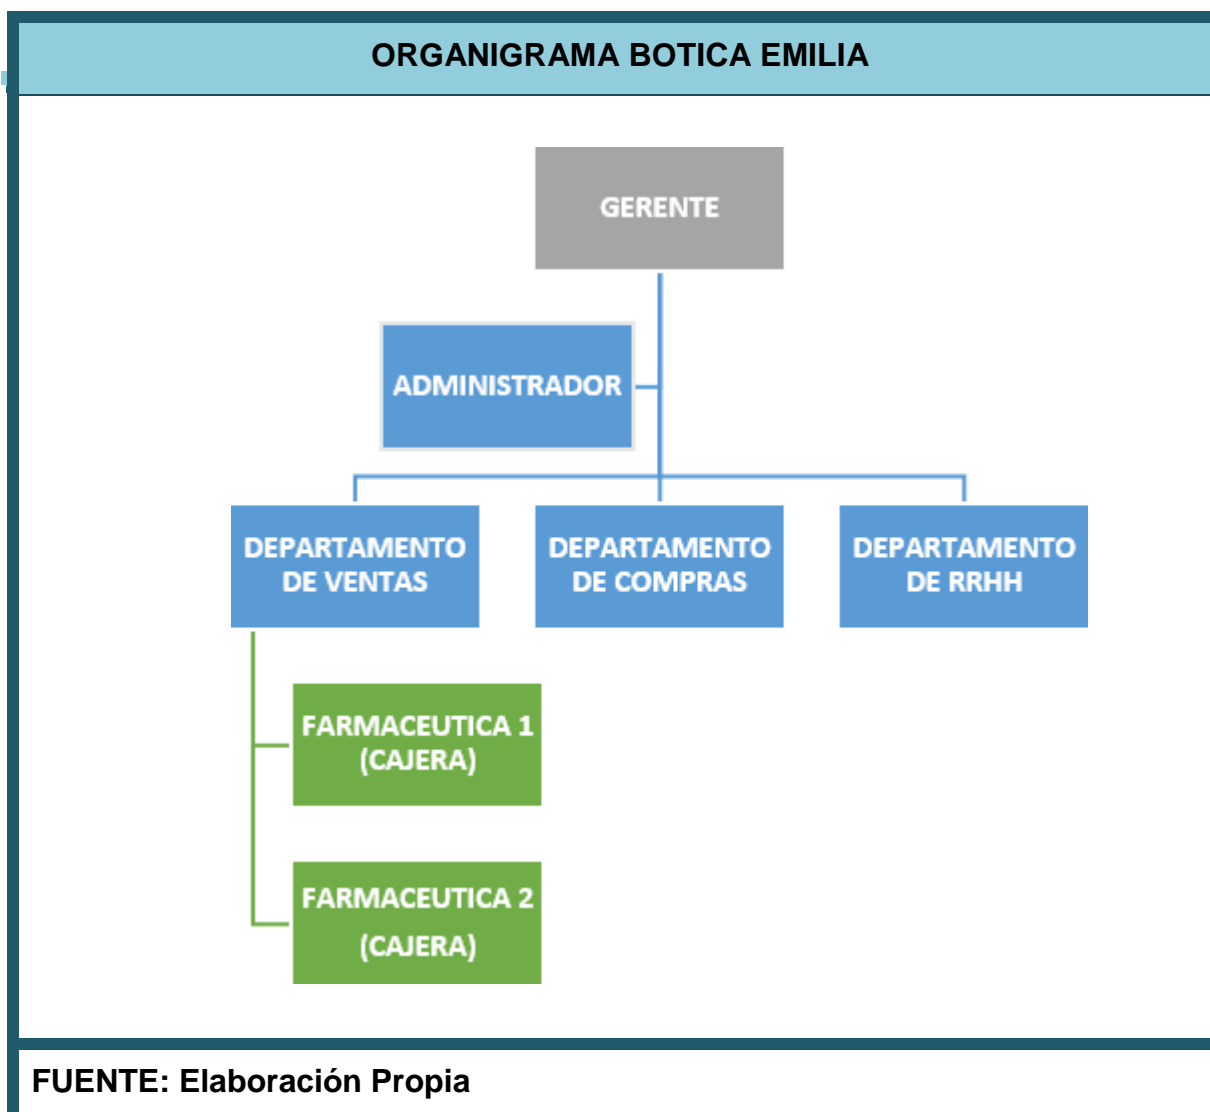 ORGANIGRAMA BOTICA EMILIA
GERENTE
ADMINISTRADOR
DEPARTAMENTO
DE VENTAS
DEPARTAMENTO
DE COMPRAS
DEPARTAMENTO
DE RRHH
FARMACEUTICA 1
(CAJERA)
FARMACEUTICA 2
(CAJERA)
FUENTE: Elaboración Propia